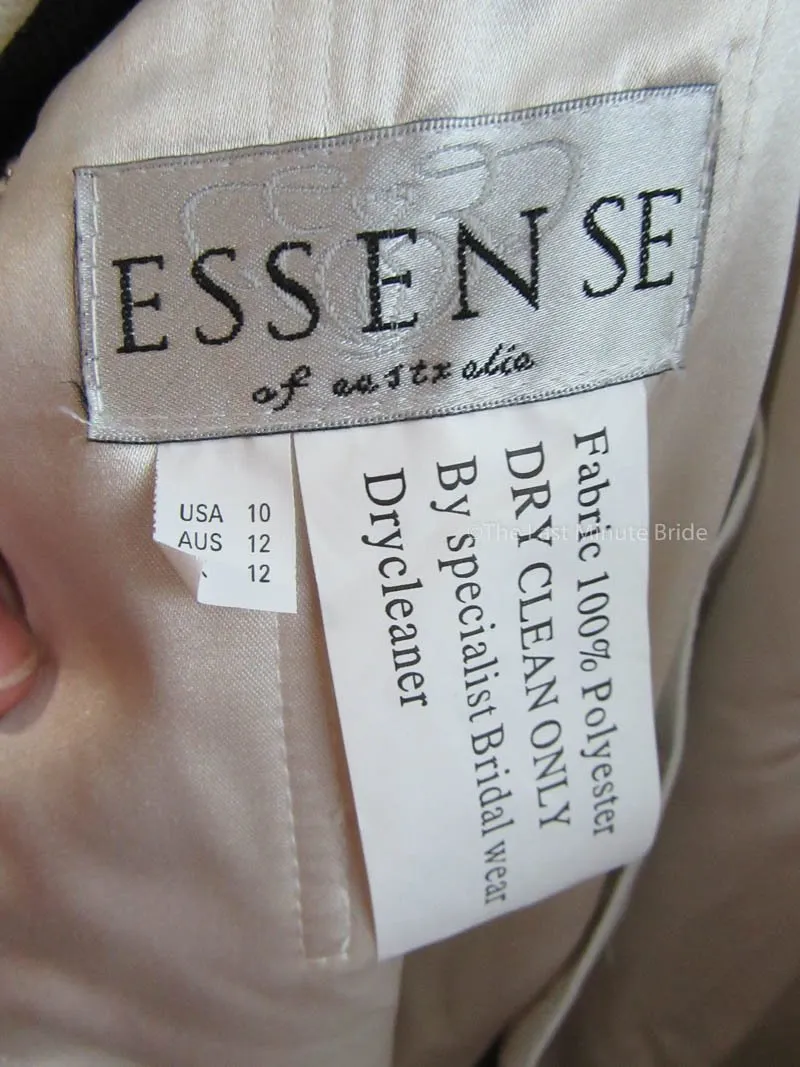 ESSENSE
of australia
USA 10
AUS 12
12
Fabric 100% Polyester
DRY CLEAN ONLY
By specialist Bridal wear
Drycleaner
©The Last Minute Bride